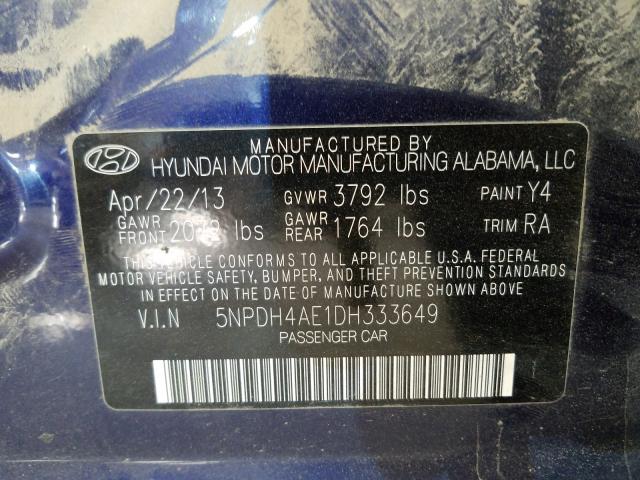 MANUFACTURED BY
HYUNDAI MOTOR MANUFACTURING ALABAMA, LLC
Apr/22/13 GVWR 3792 lbs PAINT Y4
GAWR FRONT lbs GAWR REAR 1764 lbs TRIM RA
THIS VEHICLE CONFORMS TO ALL APPLICABLE U.S.A. FEDERAL
MOTOR VEHICLE SAFETY, BUMPER, AND THEFT PREVENTION STANDARDS
IN EFFECT ON THE DATE OF MANUFACTURE SHOWN ABOVE.
V.I.N 5NPDH4AE1DH333649
PASSENGER CAR